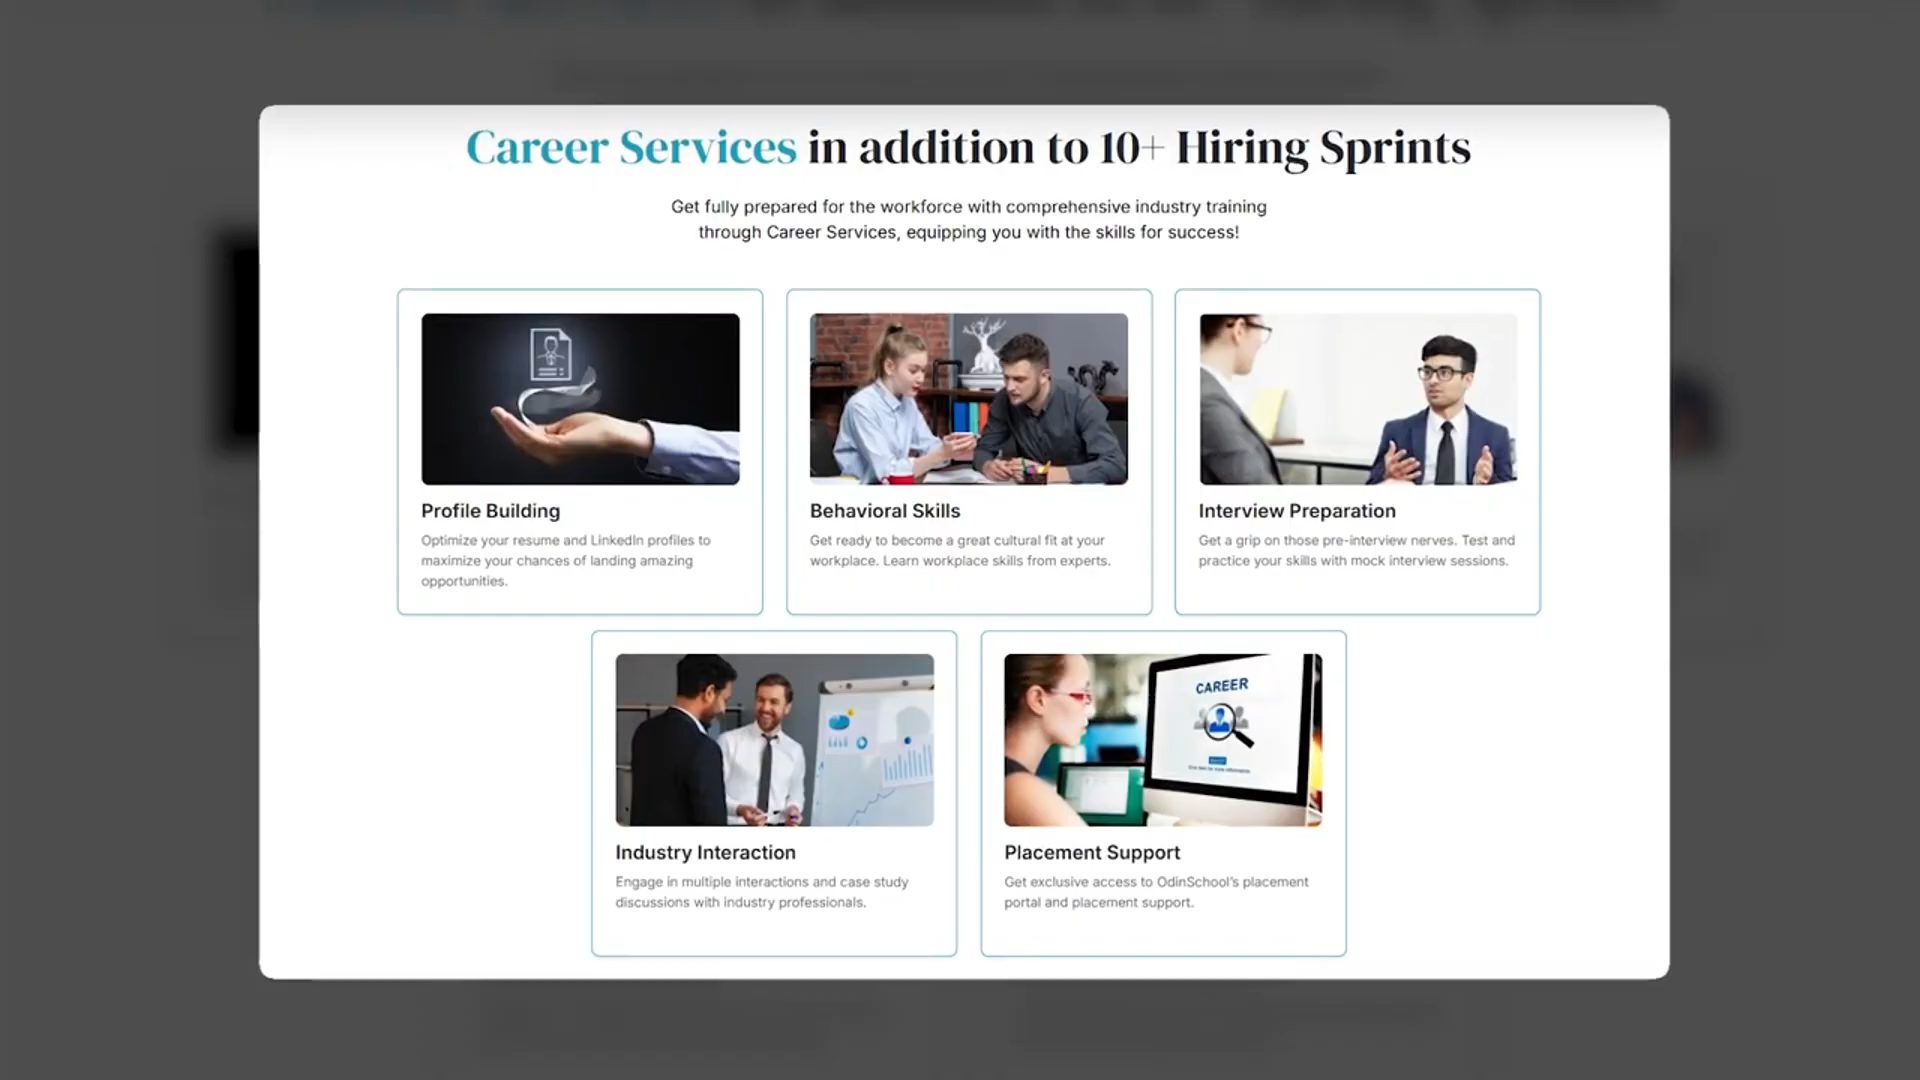 Career Services in addition to 10+ Hiring Sprints
Get fully prepared for the workforce with comprehensive industry training
through Career Services, equipping you with the skills for success!
Profile Building
Optimize your resume and LinkedIn profiles to
maximize your chances of landing amazing
opportunities.
Behavioral Skills
Get ready to become a great cultural fit at your
workplace. Learn workplace skills from experts.
Interview Preparation
Get a grip on those pre-interview nerves. Test and
practice your skills with mock interview sessions.
CAREER
Industry Interaction
Engage in multiple interactions and case study
discussions with industry professionals.
Placement Support
Get exclusive access to OdinSchool's placement
portal and placement support.